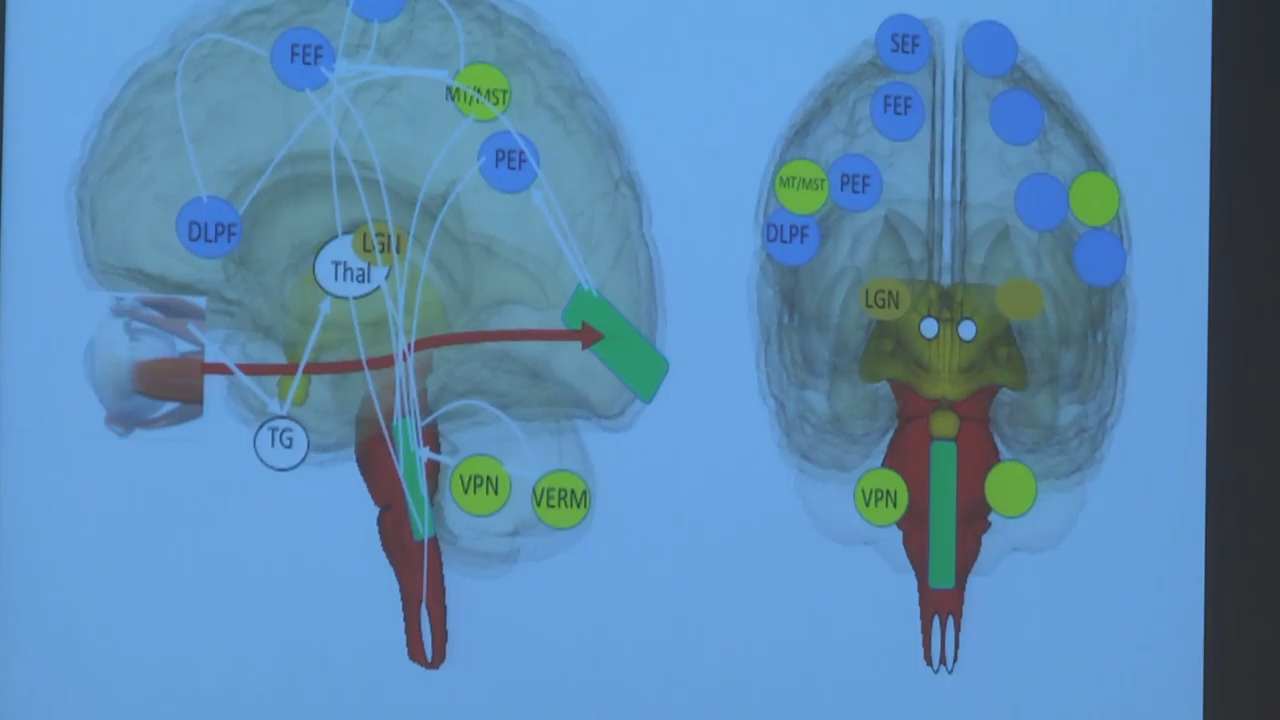 FEF
MT/MST
PEF
DLPF
LGN
Thal
TG
VPN
VERM
SEF
FEF
MT/MST
PEF
DLPF
LGN
VPN